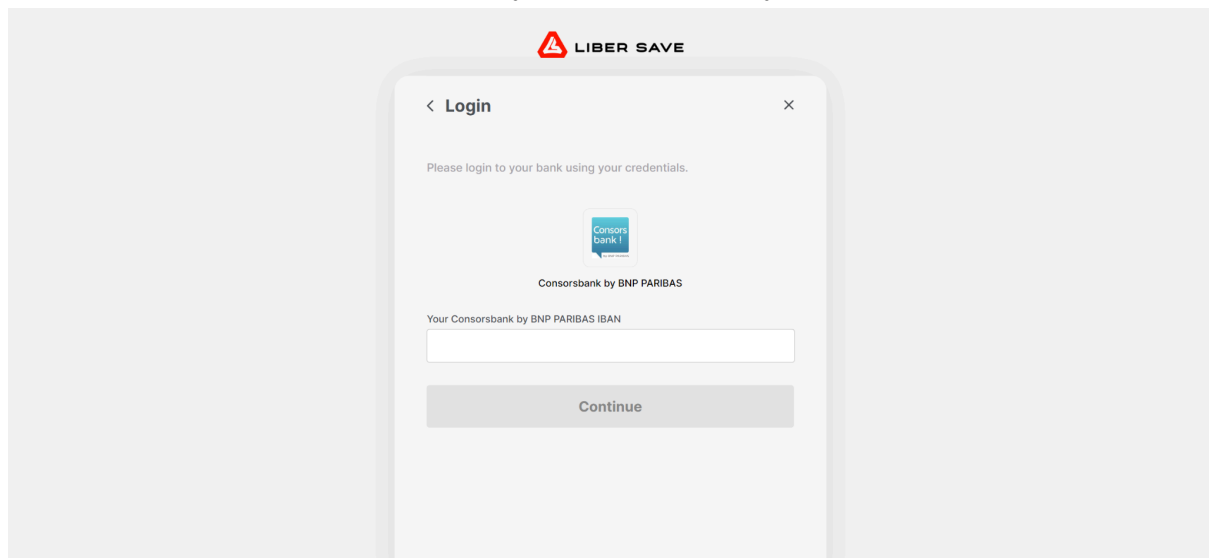 LIBER SAVE
Login
Please login to your bank using your credentials.
Consors
bank !
Consorsbank by BNP PARIBAS
Your Consorsbank by BNP PARIBAS IBAN
Continue